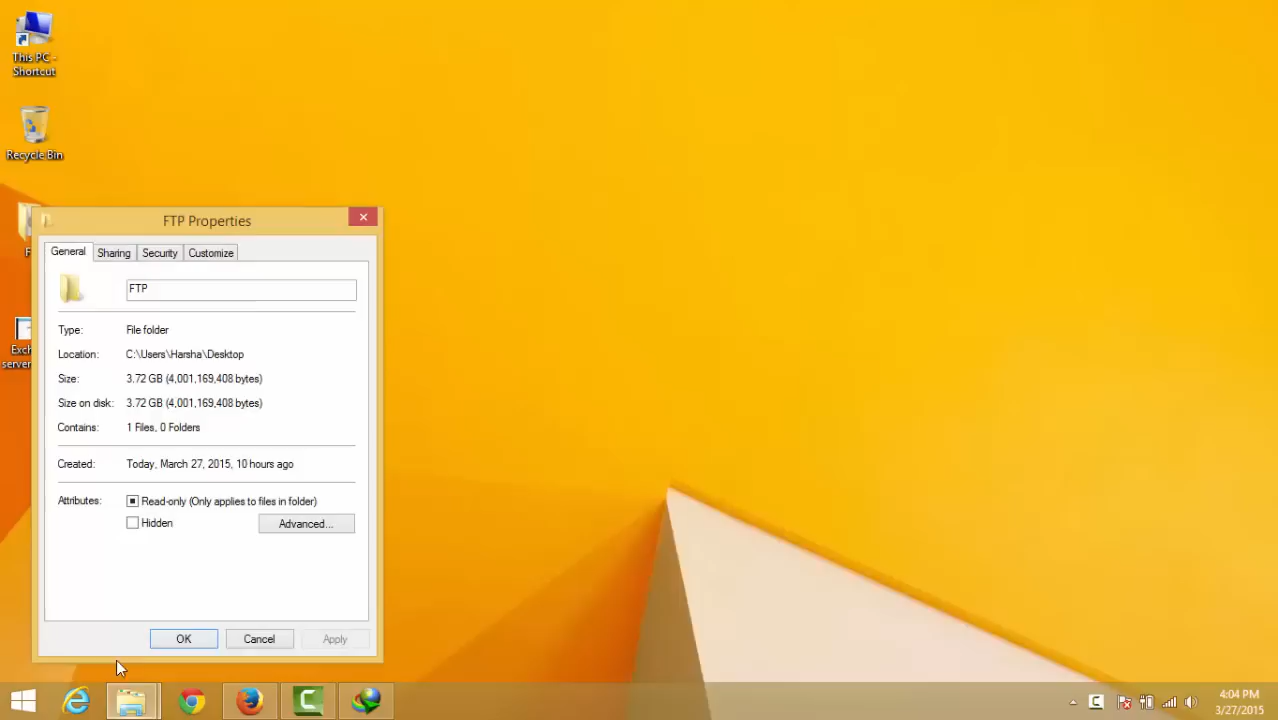 This PC -
Shortcut
Recycle Bin
F
Exch
server
FTP Properties
General
Sharing
Security
Customize
FTP
Type:
File folder
Location:
C:\Users\Harsha\Desktop
Size:
3.72 GB (4,001,169,408 bytes)
Size on disk:
3.72 GB (4,001,169,408 bytes)
Contains:
1 Files, 0 Folders
Created:
Today, March 27, 2015, 10 hours ago
Attributes:
Read-only (Only applies to files in folder)
Hidden
Advanced...
OK
Cancel
Apply
4:04 PM
3/27/2015